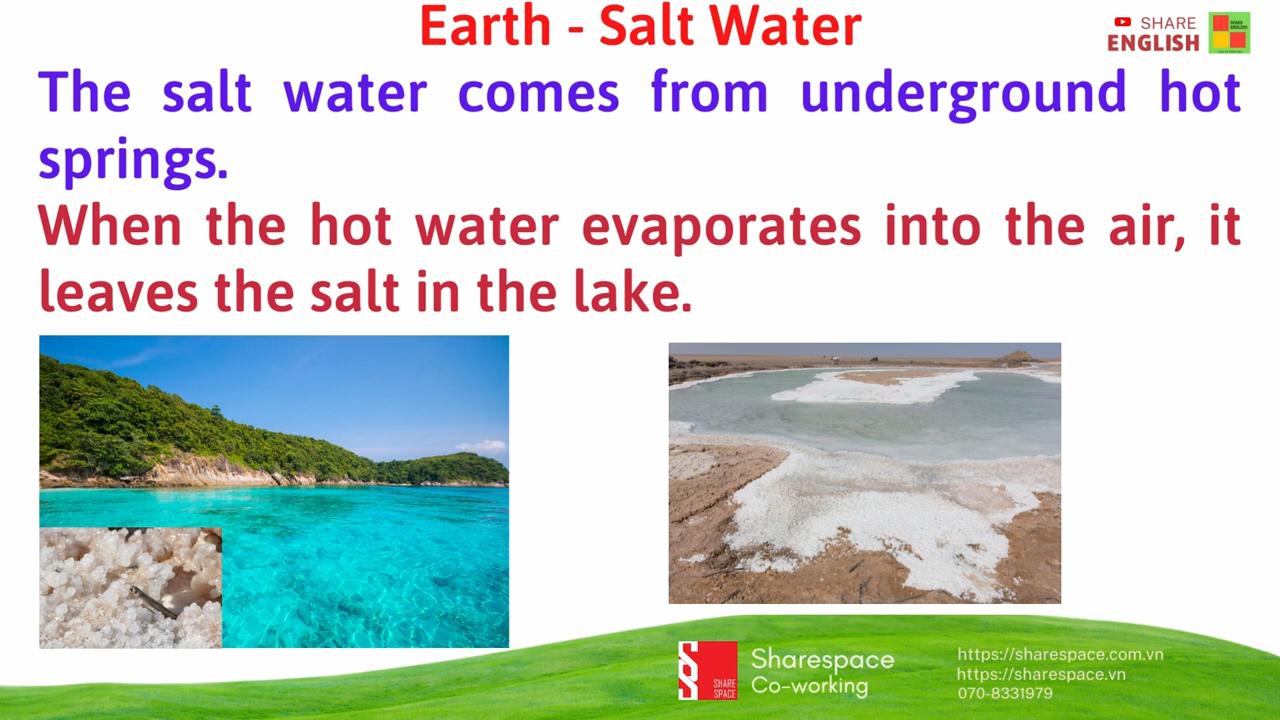 Earth - Salt Water
SHARE
ENGLISH
The salt water comes from underground hot
springs.
When the hot water evaporates into the air, it
leaves the salt in the lake.
SHARE
SPACE
Sharespace
Co-working
https://sharespace.com.vn
https://sharespace.vn
070-8331979